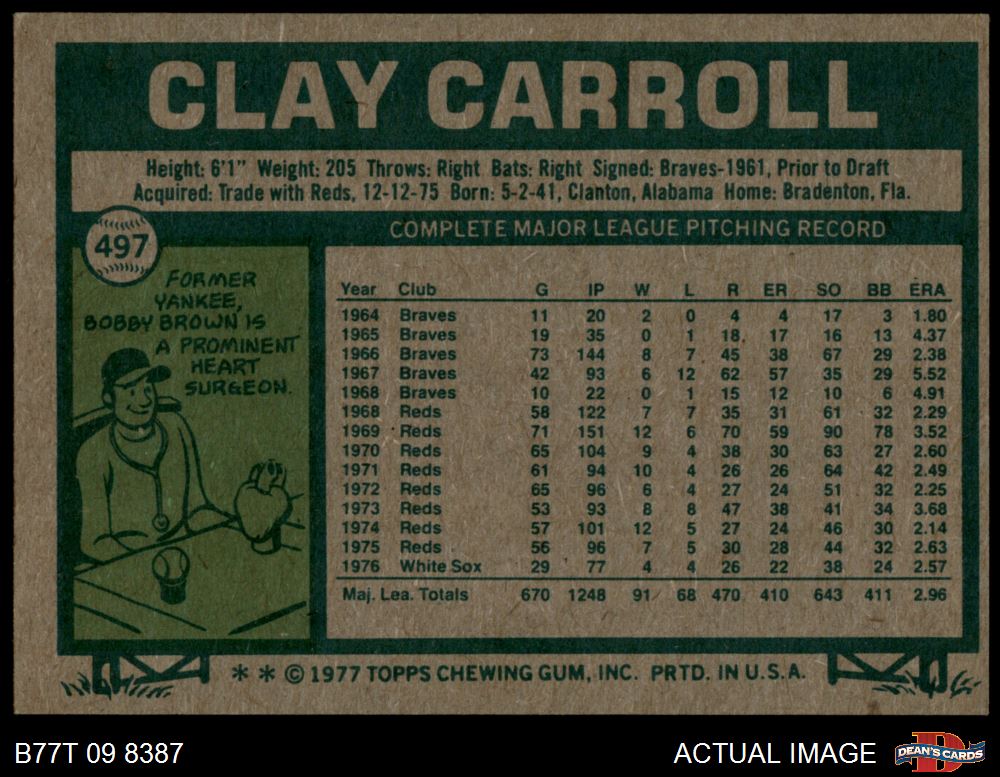 CLAY CARROLL
Height: 6'1" Weight: 205 Throws: Right Bats: Right Signed: Braves-1961, Prior to Draft
Acquired: Trade with Reds, 12-12-75 Born: 5-2-41, Clanton, Alabama Home: Bradenton, Fla.
497
COMPLETE MAJOR LEAGUE PITCHING RECORD
FORMER
YANKEE,
BOBBY BROWN IS
A PROMINENT
HEART
SURGEON.
Year Club G IP W L R ER SO BB ERA
1964 Braves 11 20 2 0 4 4 17 3 1.80
1965 Braves 19 35 0 1 18 17 16 13 4.37
1966 Braves 73 144 8 7 45 38 67 29 2.38
1967 Braves 42 93 6 12 62 57 35 29 5.52
1968 Braves 10 22 0 1 15 12 10 6 4.91
1968 Reds 58 122 7 7 35 31 61 32 2.29
1969 Reds 71 151 12 6 70 59 90 78 3.52
1970 Reds 65 104 9 4 38 30 63 27 2.60
1971 Reds 61 94 10 4 26 26 64 42 2.49
1972 Reds 65 96 6 4 27 24 51 32 2.25
1973 Reds 53 93 8 8 47 38 41 34 3.68
1974 Reds 57 101 12 5 27 24 46 30 2.14
1975 Reds 56 96 7 5 30 28 44 32 2.63
1976 White Sox 29 77 4 4 26 22 38 24 2.57
Maj. Lea. Totals 670 1248 91 68 470 410 643 411 2.96
* * © 1977 TOPPS CHEWING GUM, INC. PRTD. IN U.S.A.
B77T 09 8387
ACTUAL IMAGE
D
DEAN'S CARDS